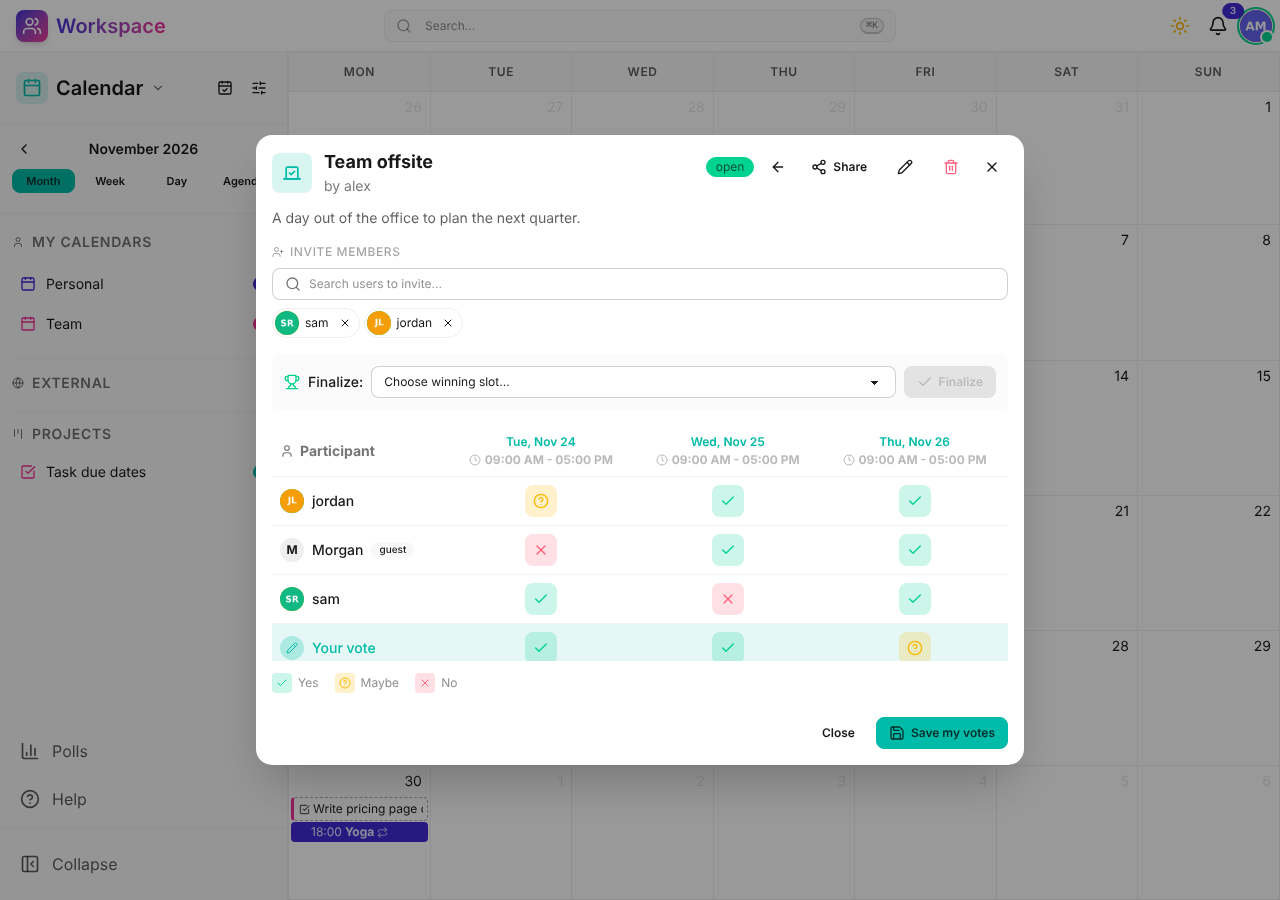 Workspace
Search...
⌘K
3
AM
Calendar
MON TUE WED THU FRI SAT SUN
26 27 28 29 30 31 1
November 2026
Month Week Day Agend
MY CALENDARS
Personal
Team
EXTERNAL
PROJECTS
Task due dates
Polls
Help
Collapse
Team offsite
by alex
open
Share
A day out of the office to plan the next quarter.
INVITE MEMBERS
Search users to invite...
SR sam
JL jordan
Finalize:
Choose winning slot...
Finalize
Participant
Tue, Nov 24
09:00 AM - 05:00 PM
Wed, Nov 25
09:00 AM - 05:00 PM
Thu, Nov 26
09:00 AM - 05:00 PM
JL jordan
M Morgan guest
SR sam
Your vote
Yes Maybe No
Close
Save my votes
7 8
14 15
21 22
28 29
30 1 2 3 4 5 6
Write pricing page
18:00 Yoga